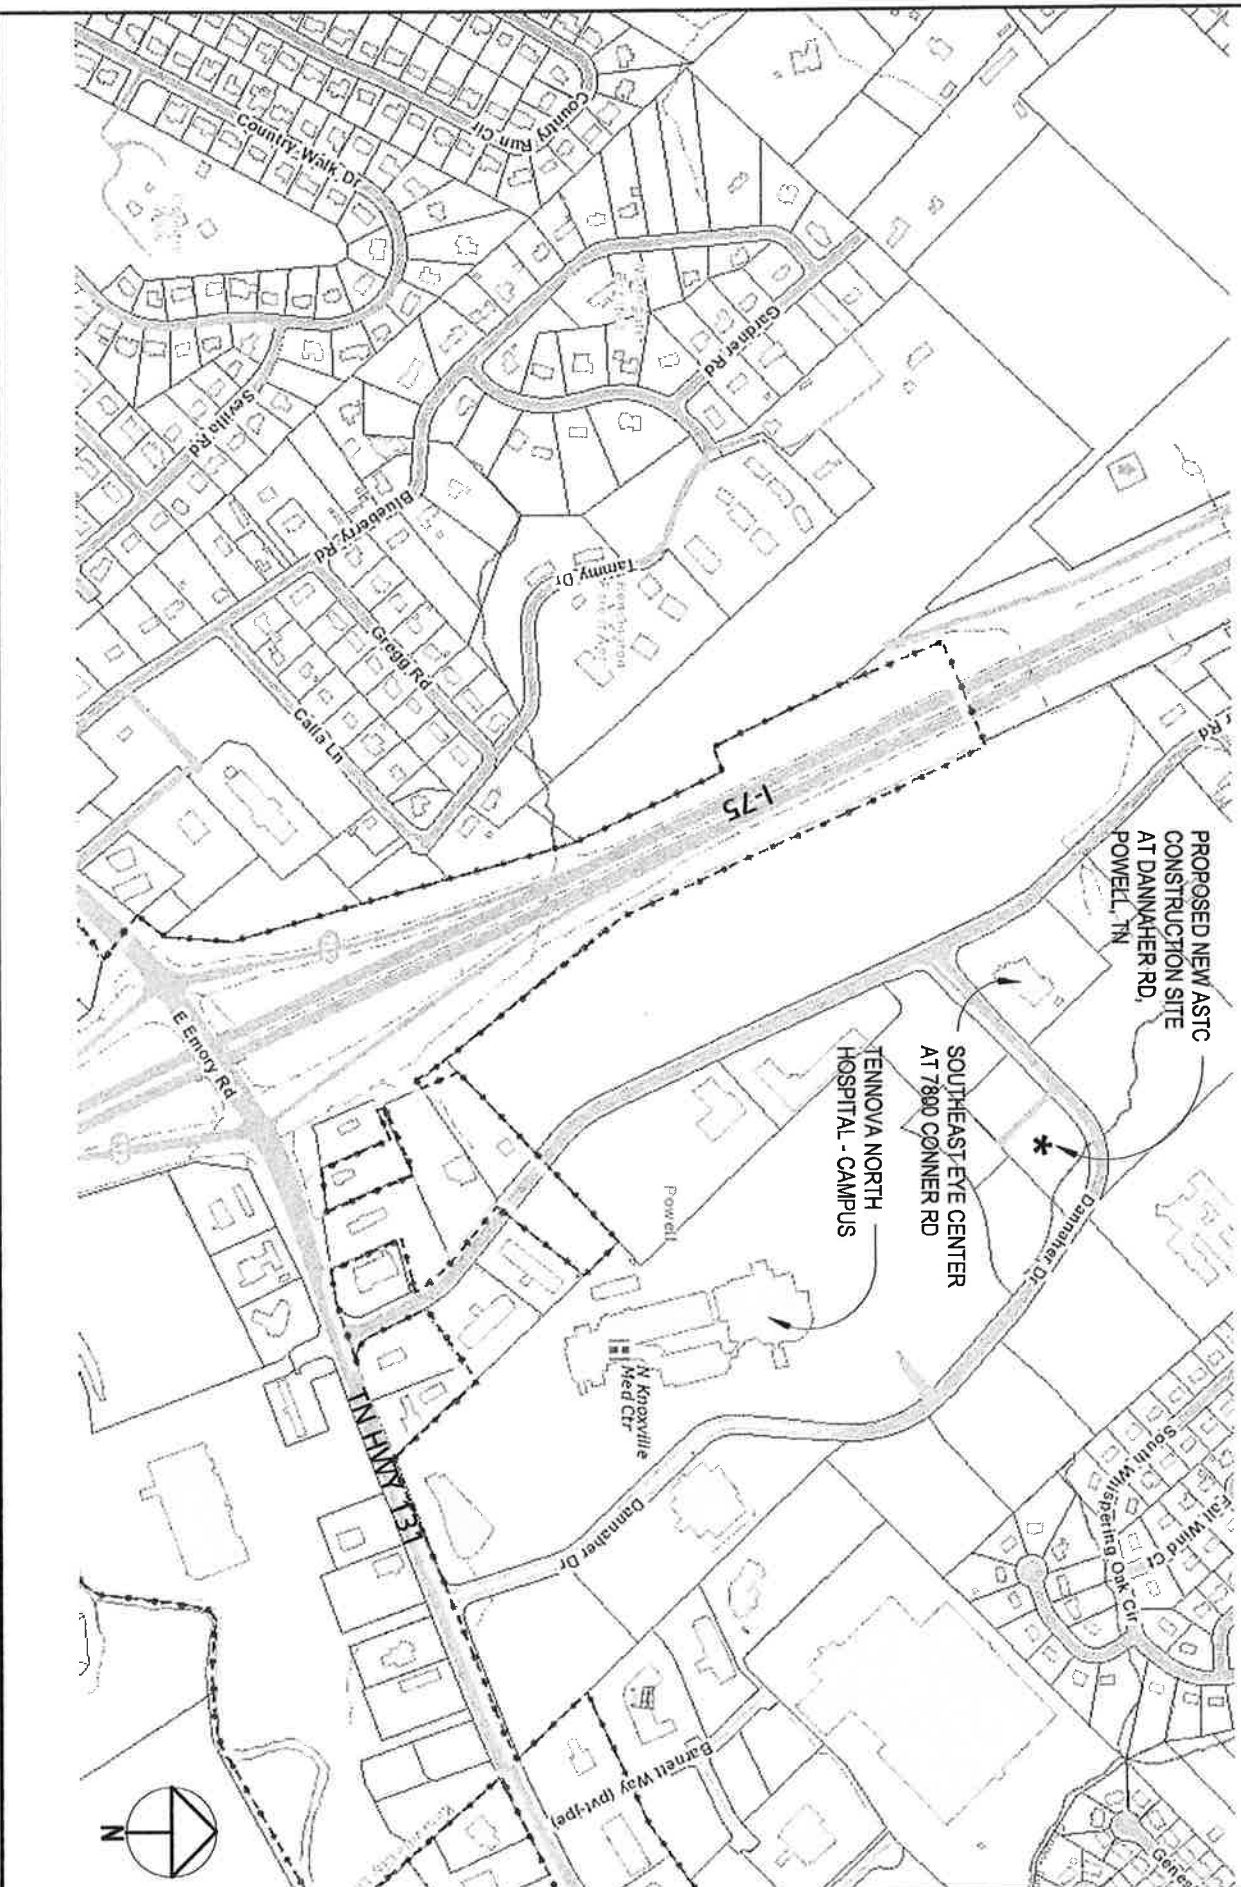 PROPOSED NEW ASTC
CONSTRUCTION SITE
AT DANNAHER RD,
POWELL, TN
SOUTHEAST EYE CENTER
AT 7800 CONNER RD
TENNOVA NORTH
HOSPITAL - CAMPUS
Country Run Cir
Country Walk Dr
Sevilla Rd
Gardner Rd
Blueberry Rd
Tammy Dr
Gregg Rd
Calla Ln
I-75
Rd
E Emory Rd
Powell
N Knoxville
Med Ctr
Dannaher Dr
Dannaher Dr
TN HWY 131
South Whispering Oak Cir
Fall Wind Ct
Barnett Way (pvt-jpe)
N